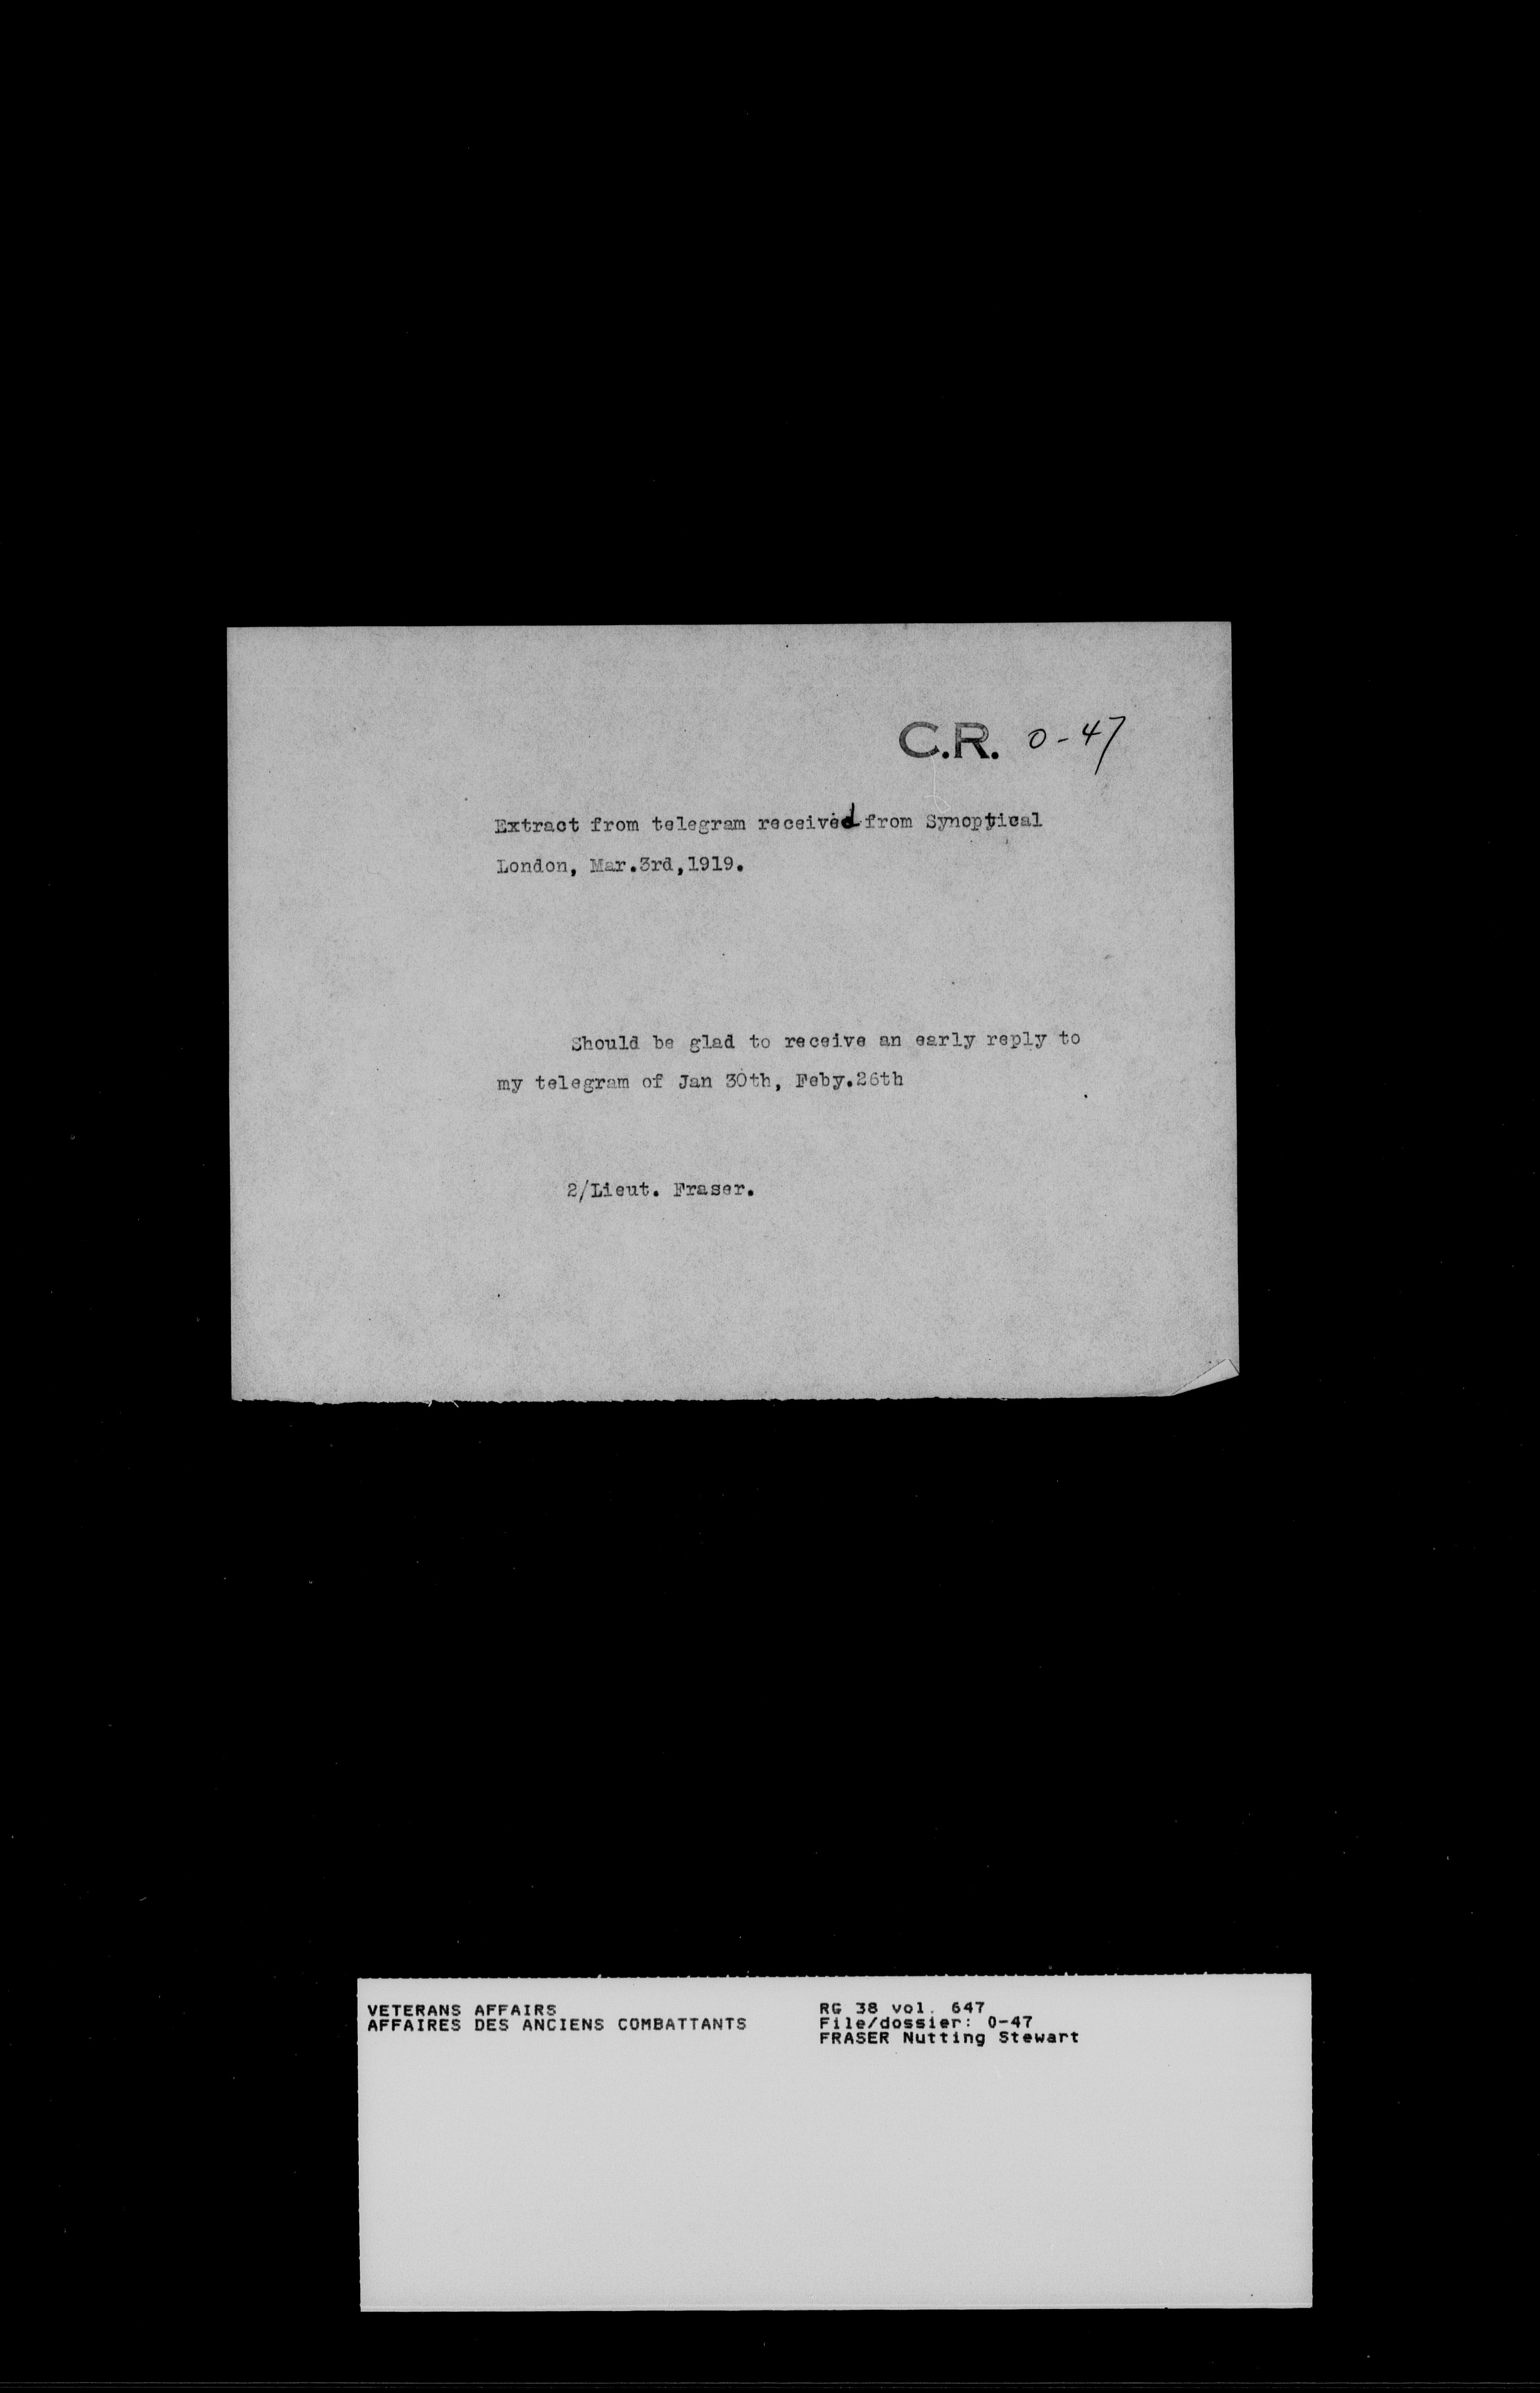 C.R. 0-47
Extract from telegram received from Synoptical
London, Mar.3rd,1919.
Should be glad to receive an early reply to
my telegram of Jan 30th, Feby.26th
2/Lieut. Fraser.
VETERANS AFFAIRS
AFFAIRES DES ANCIENS COMBATTANTS
RG 38 vol. 647
File/dossier: 0-47
FRASER Nutting Stewart